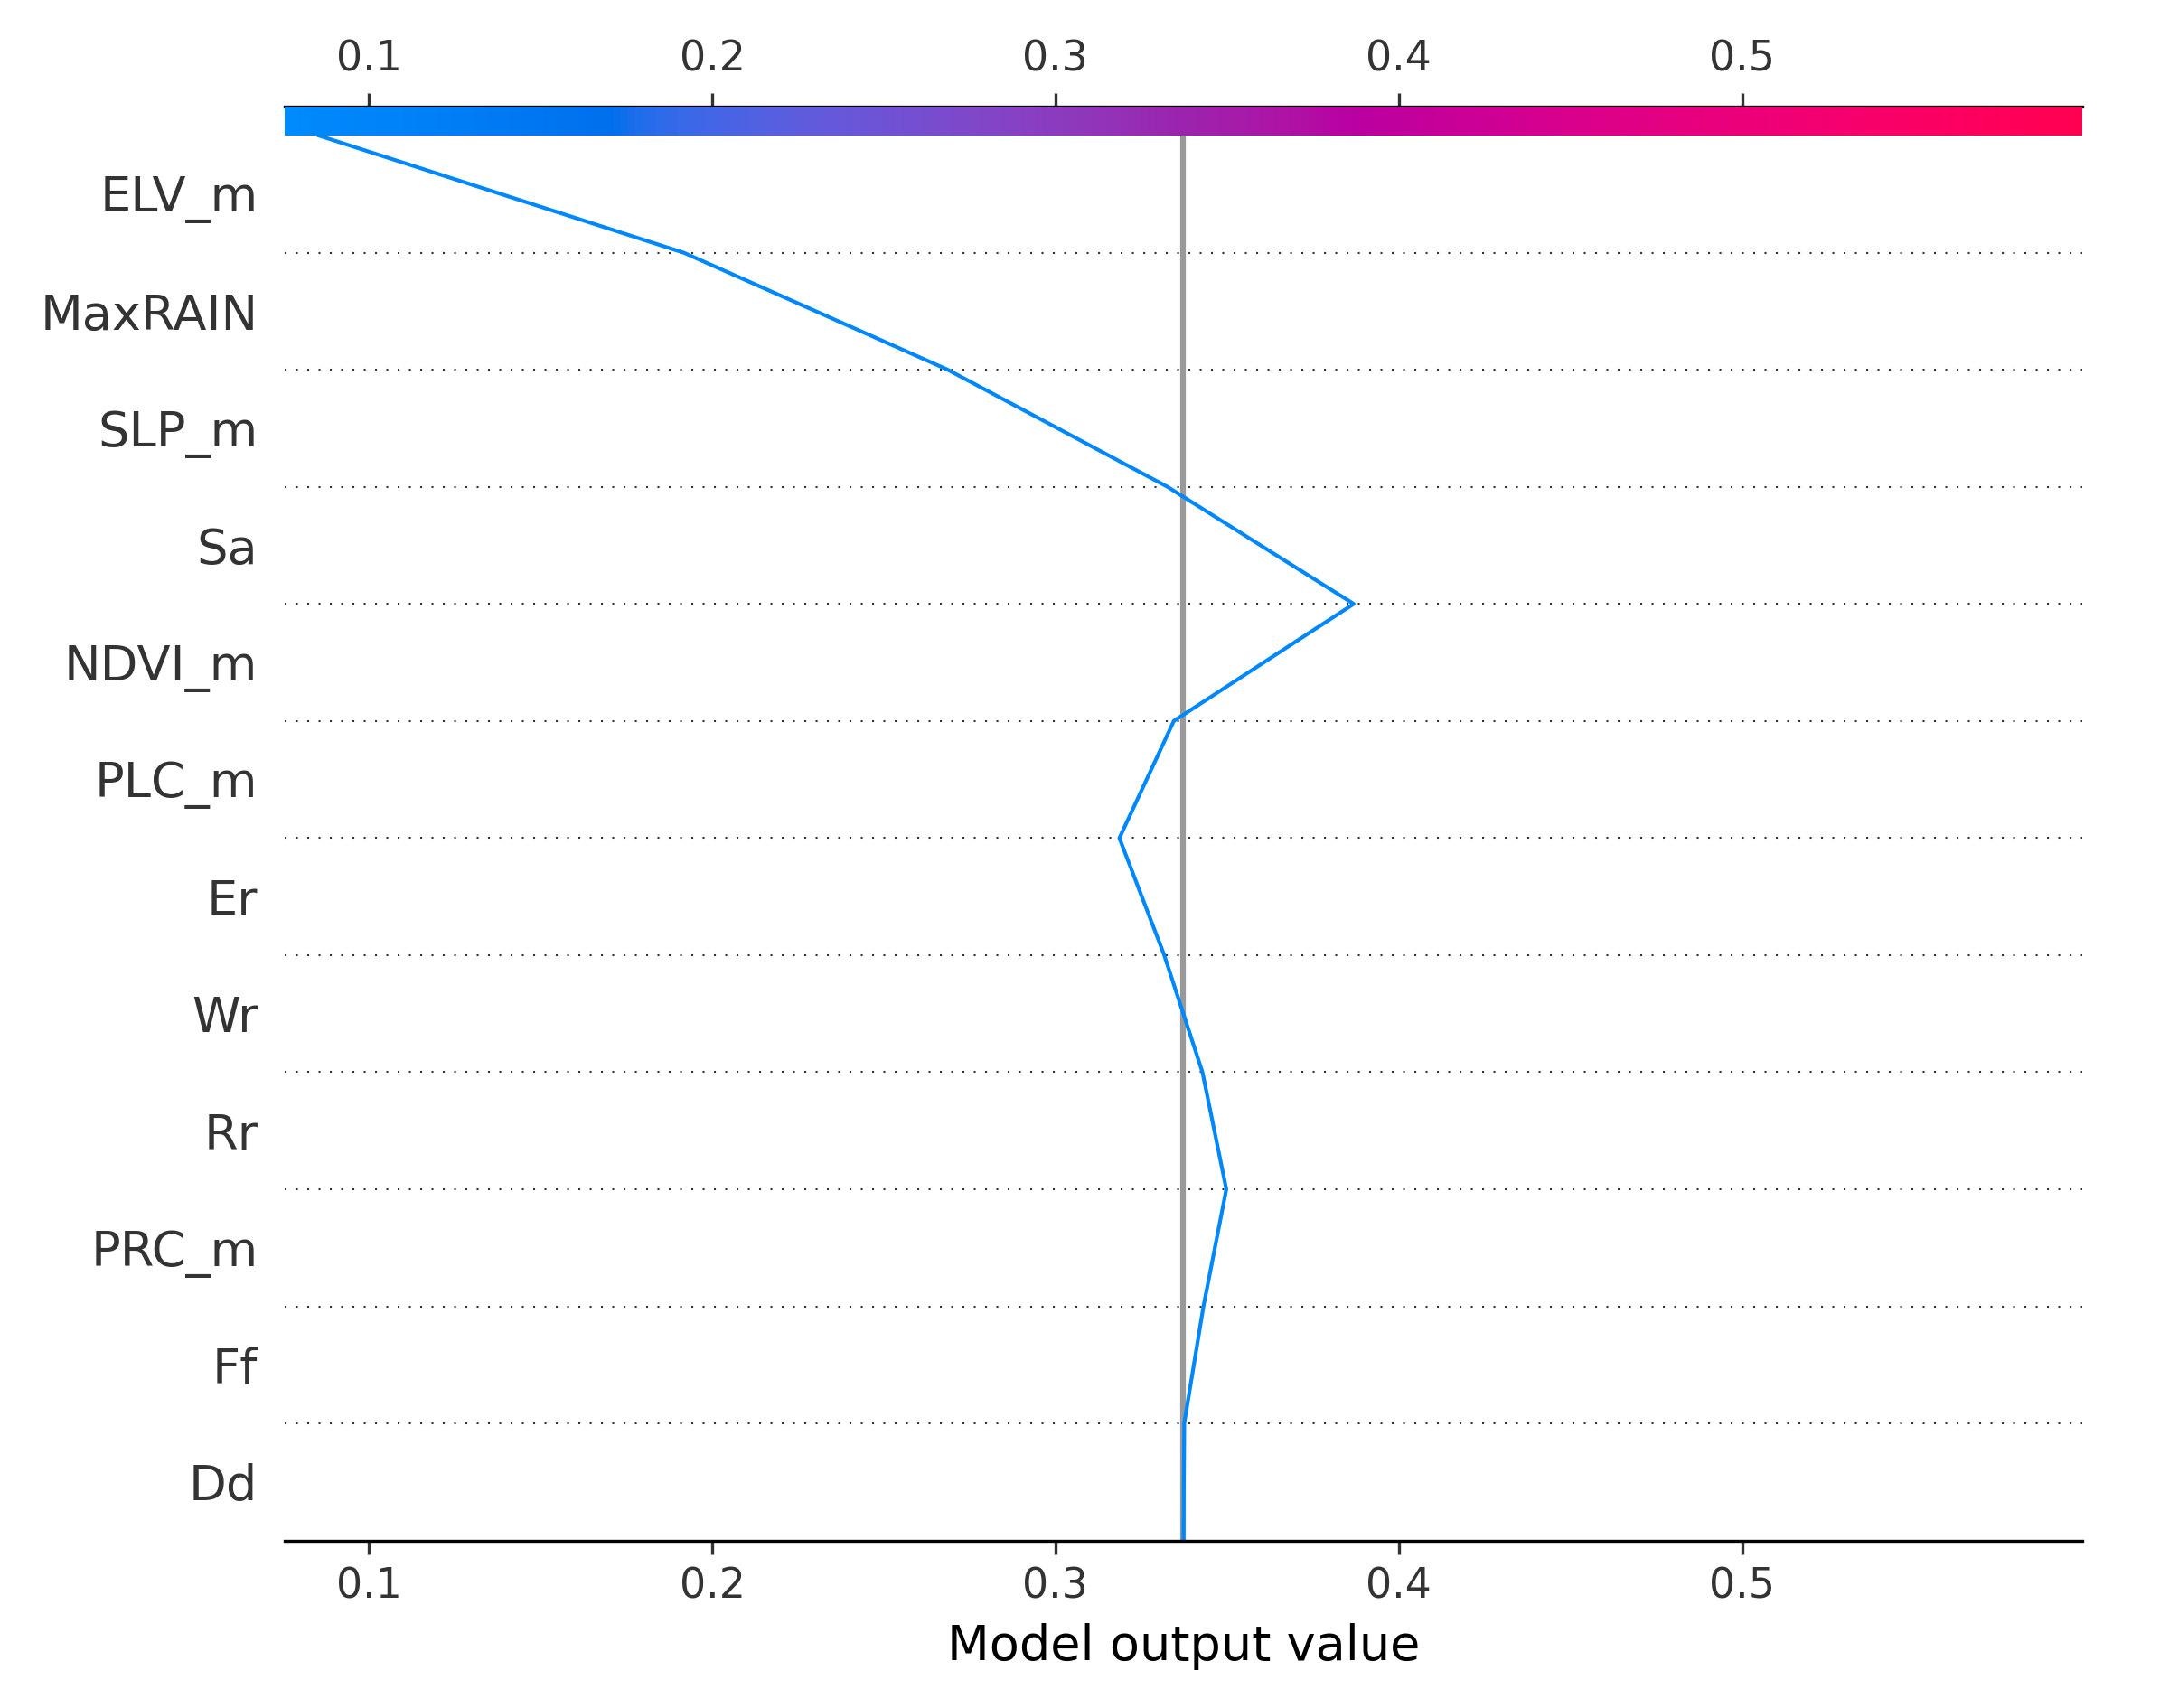 0.1 0.2 0.3 0.4 0.5
ELV_m
MaxRAIN
SLP_m
Sa
NDVI_m
PLC_m
Er
Wr
Rr
PRC_m
Ff
Dd
0.1 0.2 0.3 0.4 0.5
Model output value